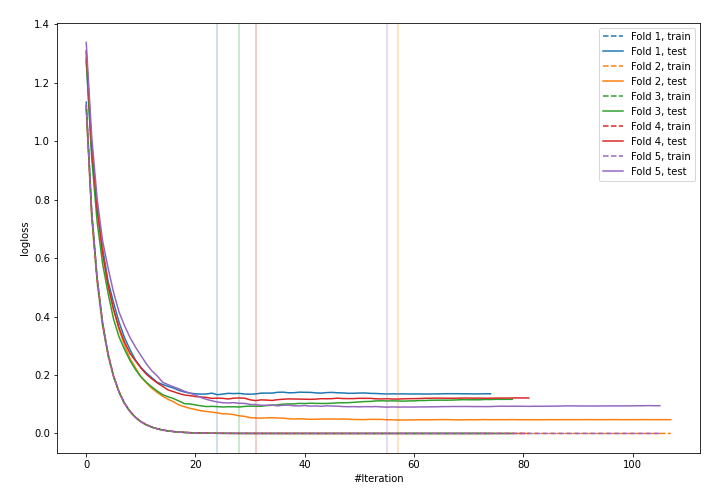 1.4
1.2
1.0
0.8
0.6
0.4
0.2
0.0
logloss
0
20
40
60
80
100
#Iteration
Fold 1, train
Fold 1, test
Fold 2, train
Fold 2, test
Fold 3, train
Fold 3, test
Fold 4, train
Fold 4, test
Fold 5, train
Fold 5, test